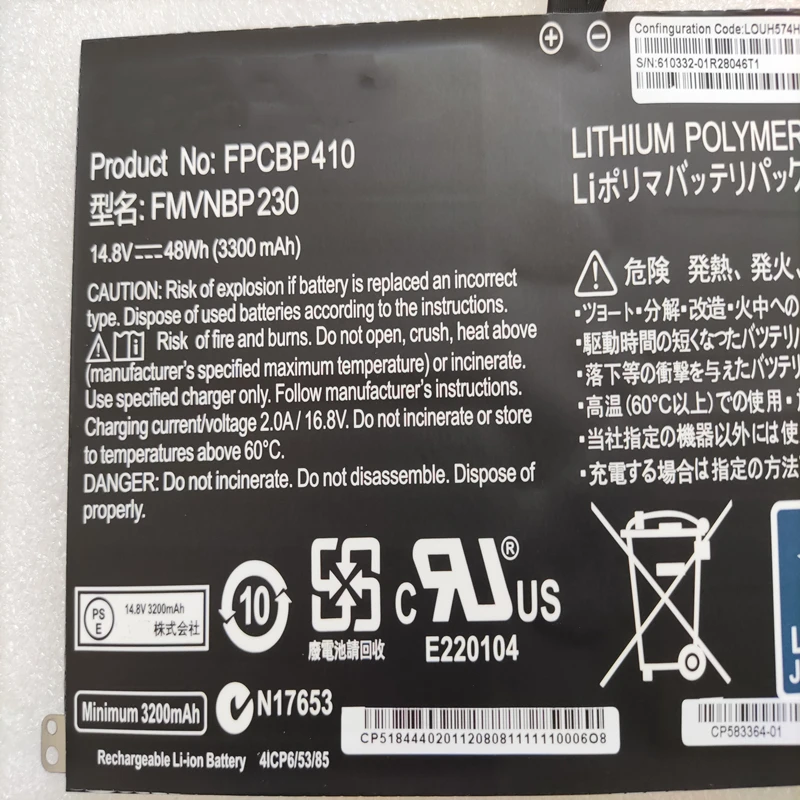 Confinguration Code:LOUH574H
S/N:610332-01R28046T1
Product No: FPCBP410
型名: FMVNBP230
14.8V 48Wh (3300 mAh)
CAUTION: Risk of explosion if battery is replaced an incorrect
type. Dispose of used batteries according to the instructions.
Risk of fire and burns. Do not open, crush, heat above
(manufacturer's specified maximum temperature) or incinerate.
Use specified charger only. Follow manufacturer's instructions.
Charging current/voltage 2.0A / 16.8V. Do not incinerate or store
to temperatures above 60°C.
DANGER: Do not incinerate. Do not disassemble. Dispose of
properly.
LITHIUM POLYMER
Liポリマバッテリパック
危険 発熱、発火、
・ツョート・分解・改造・火中への
・駆動時間の短くなつたバッテリパ
・落下等の衝撃を与えたバッテリ
・高温(60°C以上)での使用・
・当社指定の機器以外には使
・充電する場合は指定の方法
PS
E
14.8V 3200mAh
株式会社
10
廢電池請回收
C RU® US
E220104
Minimum 3200mAh
N17653
CP51844402011208081111110006O8
CP583364-01
Rechargeable Li-ion Battery 4ICP6/53/85
L
J